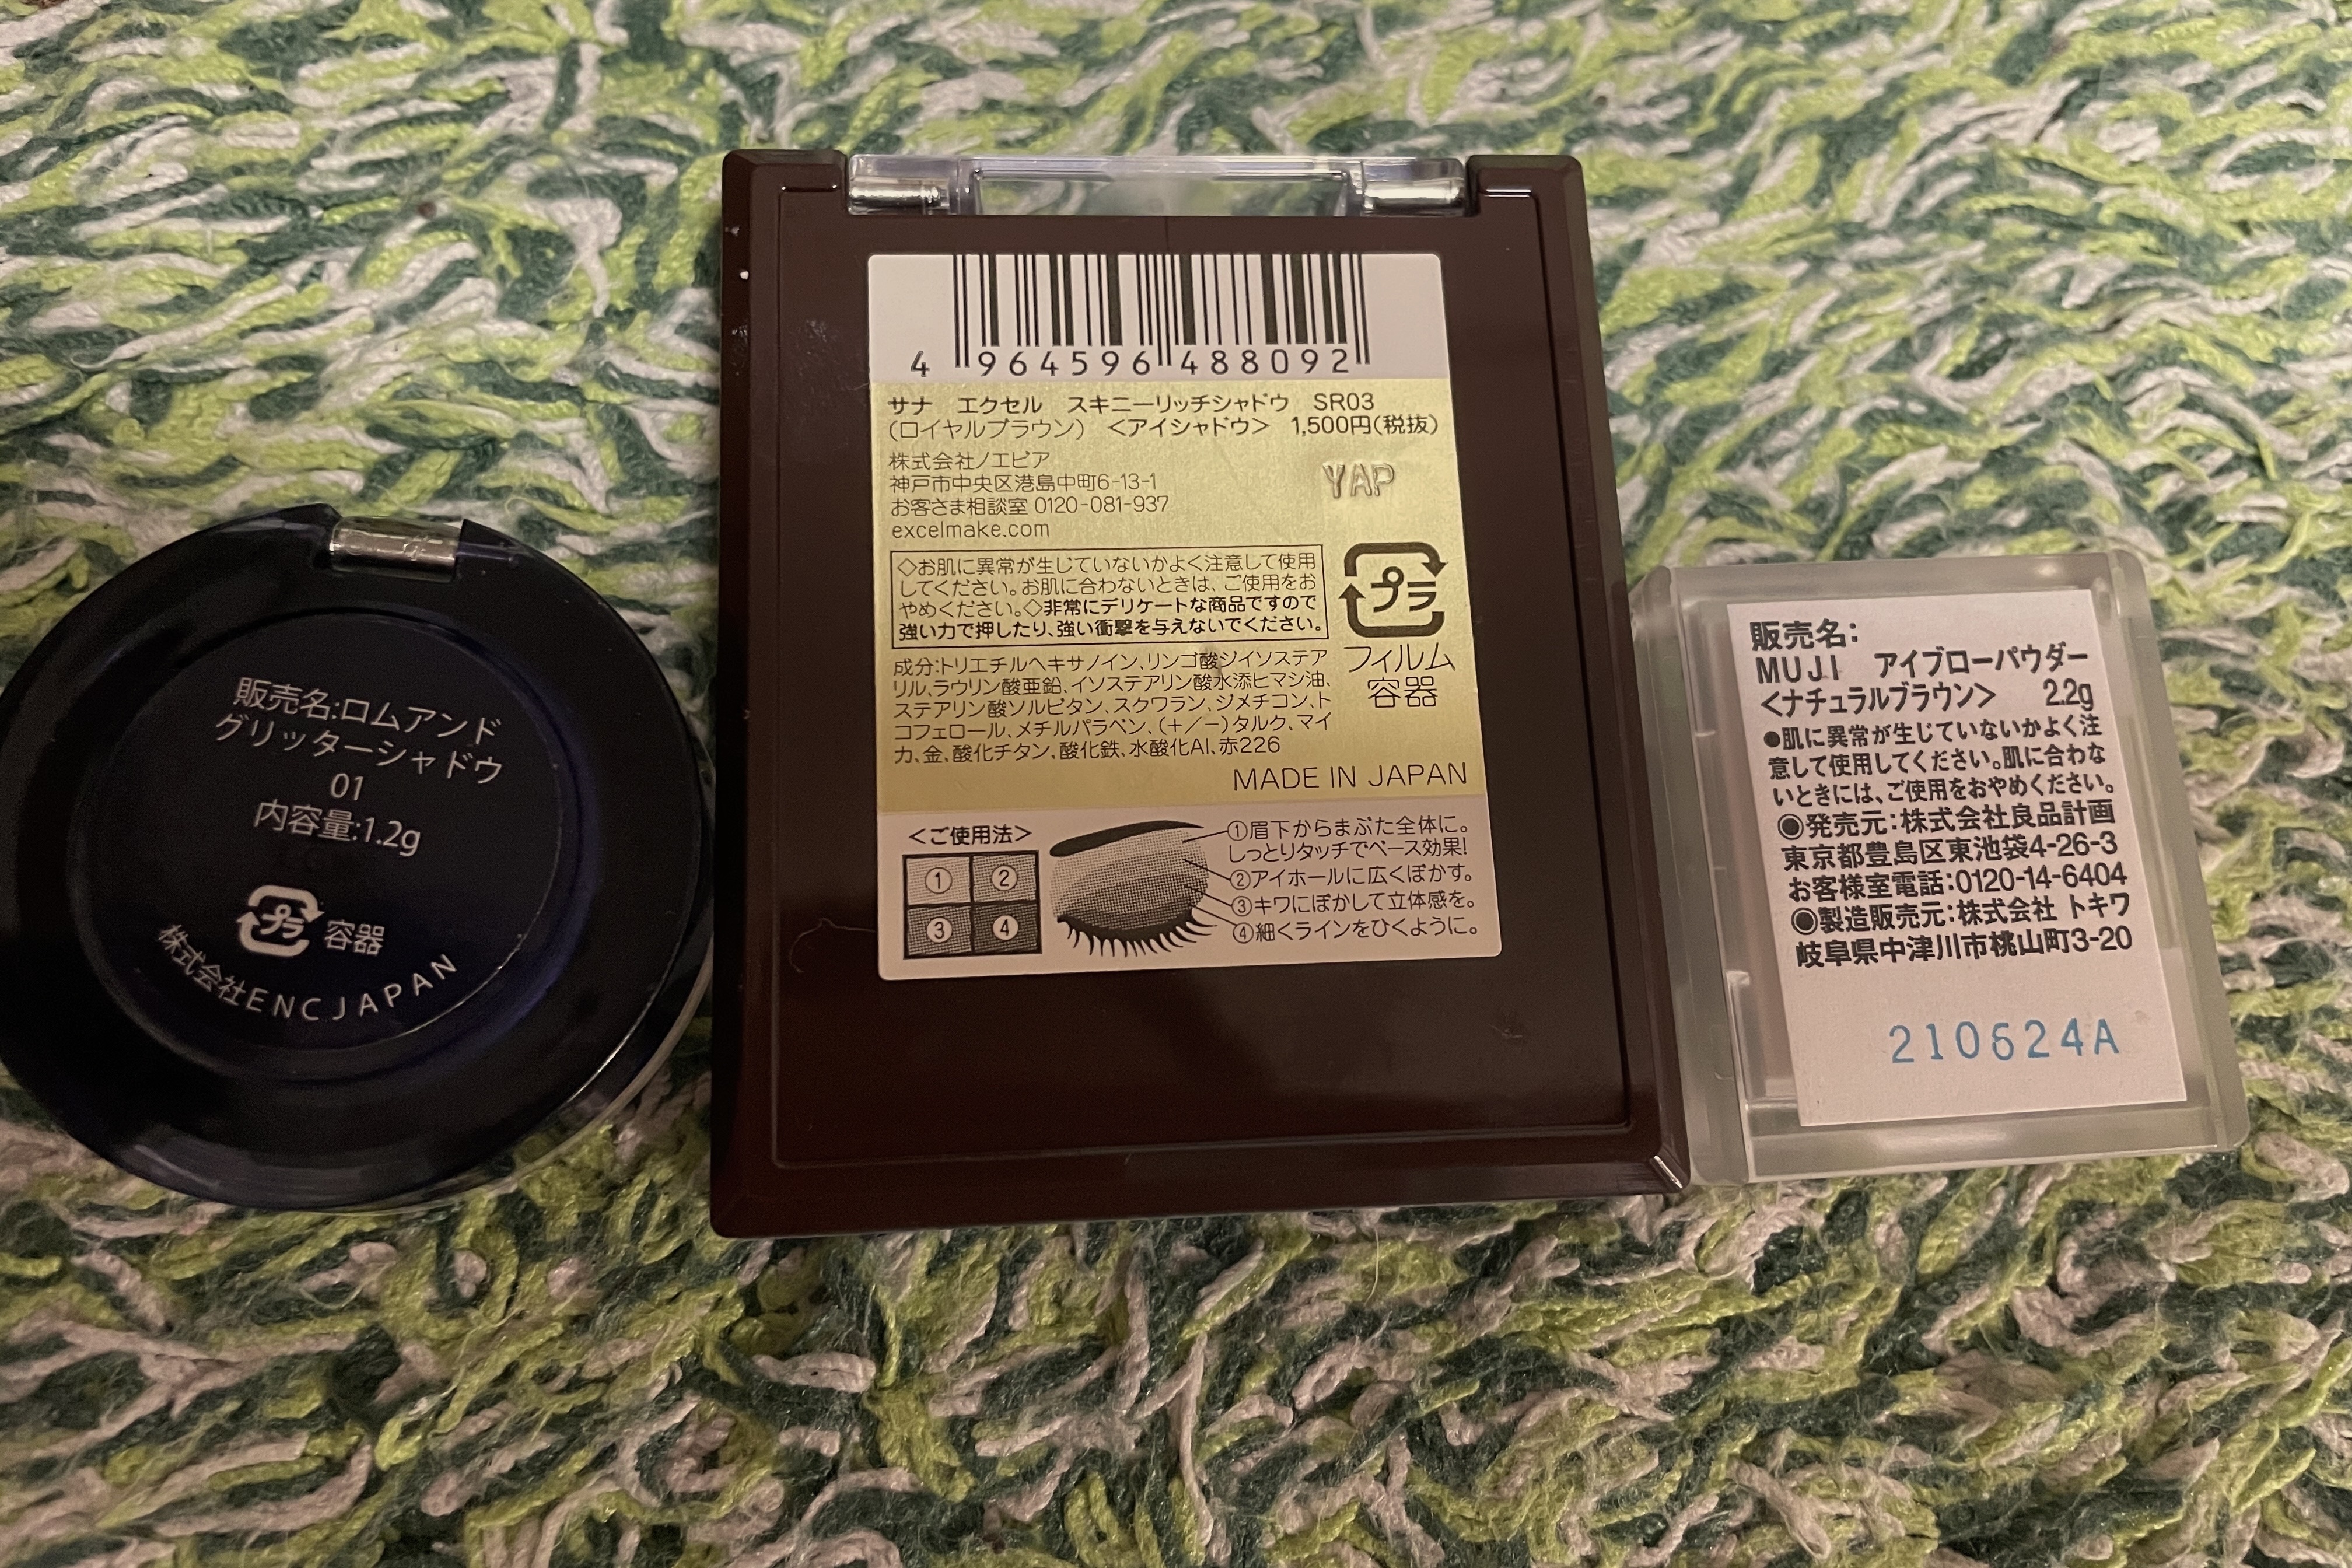 販売名:ロムアンド
グリッターシャドウ
01
内容量:1.2g
プラ 容器
株式会社ENCJAPAN
4 964596 488092
サナ エクセル スキニーリッチシャドウ SR03
(ロイヤルブラウン) <アイシャドウ> 1,500円(税抜)
株式会社ノエビア
神戸市中央区港島中町6-13-1
お客さま相談室 0120-081-937
excelmake.com
YAP
◇お肌に異常が生じていないかよく注意して使用
してください。お肌に合わないときは、ご使用をお
やめください。◇非常にデリケートな商品ですので
強い力で押したり、強い衝撃を与えないでください。
プラ
フィルム
容器
成分:トリエチルヘキサノイン、リンゴ酸ジイソステア
リル、ラウリン酸亜鉛、イソステアリン酸水添ヒマシ油、
ステアリン酸ソルビタン、スクワラン、ジメチコン、ト
コフェロール、メチルパラベン、(+/−)タルク、マイ
カ、金、酸化チタン、酸化鉄、水酸化Al、赤226
MADE IN JAPAN
<ご使用法>
① ②
③ ④
①眉下からまぶた全体に。
しっとりタッチでベース効果!
②アイホールに広くぼかす。
③キワにぼかして立体感を。
④細くラインをひくように。
販売名:
MUJI アイブローパウダー
<ナチュラルブラウン> 2.2g
●肌に異常が生じていないかよく注
意して使用してください。肌に合わな
いときには、ご使用をおやめください。
◉発売元:株式会社良品計画
東京都豊島区東池袋4-26-3
お客様室電話:0120-14-6404
◉製造販売元:株式会社 トキワ
岐阜県中津川市桃山町3-20
210624A